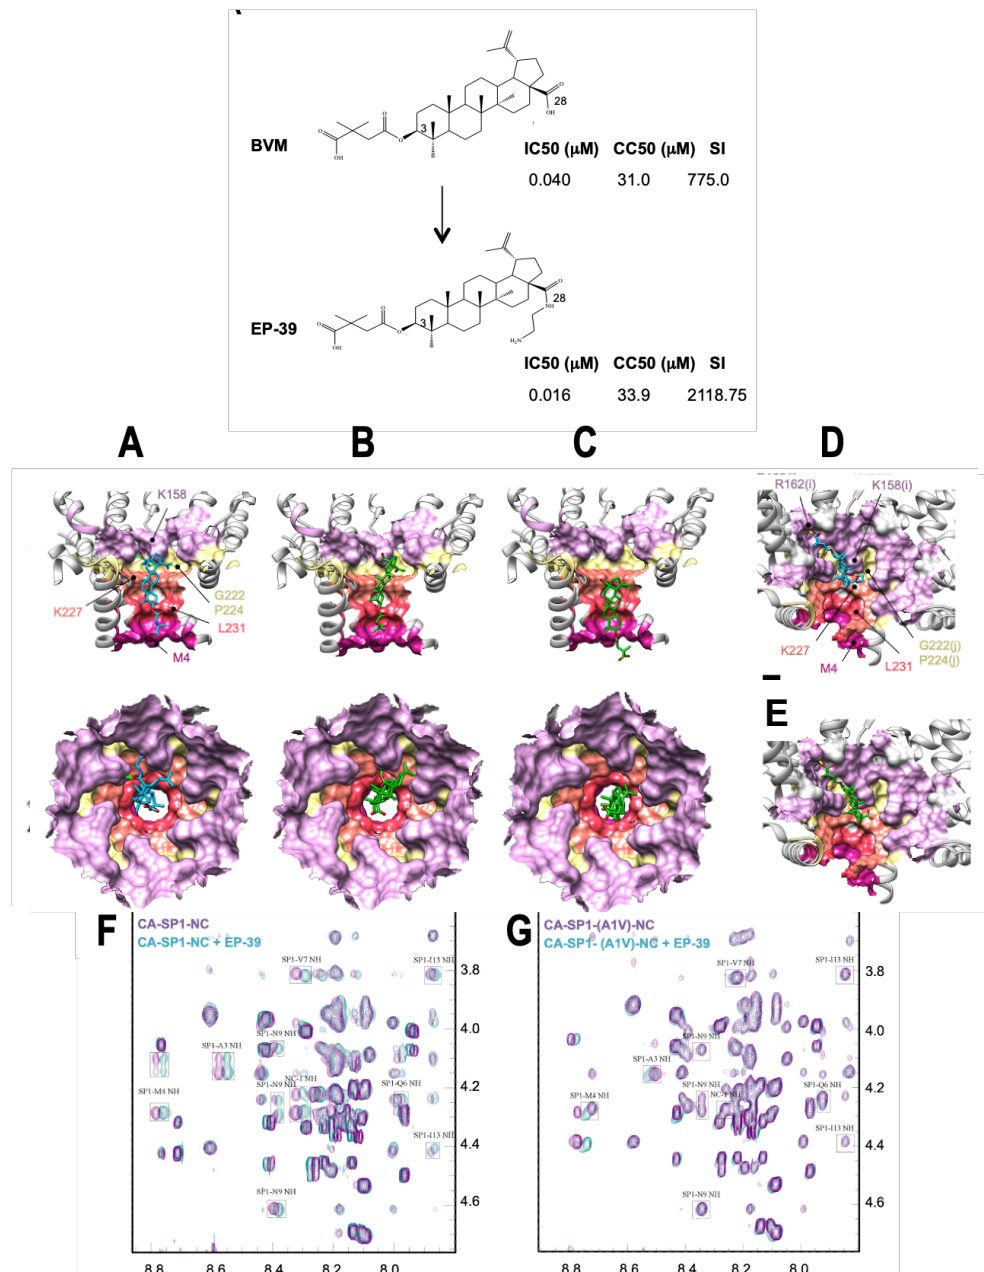 28
OH
O
OH
3
BVM
IC50 (μM) CC50 (μM) SI
0.040 31.0 775.0
28
NH
H2N
O
OH
3
EP-39
IC50 (μM) CC50 (μM) SI
0.016 33.9 2118.75
A B C D
K158
K227
G222
P224
L231
M4
R162(i) K158(i)
K227
M4
L231
G222(j)
P224(j)
E
F
CA-SP1-NC
CA-SP1-NC + EP-39
SP1-V7 NH
SP1-I13 NH
SP1-N9 NH
SP1-A3 NH
SP1-M4 NH
SP1-N9 NH
NC-1 NH
SP1-Q6 NH
SP1-I13 NH
SP1-N9 NH
3.8
4.0
4.2
4.4
4.6
8.8 8.6 8.4 8.2 8.0
G
CA-SP1-(A1V)-NC
CA-SP1- (A1V)-NC + EP-39
SP1-V7 NH
SP1-I13 NH
SP1-N9 NH
SP1-A3 NH
SP1-M4 NH
SP1-N9 NH
NC-1 NH
SP1-Q6 NH
SP1-I13 NH
SP1-N9 NH
3.8
4.0
4.2
4.4
4.6
8.8 8.6 8.4 8.2 8.0